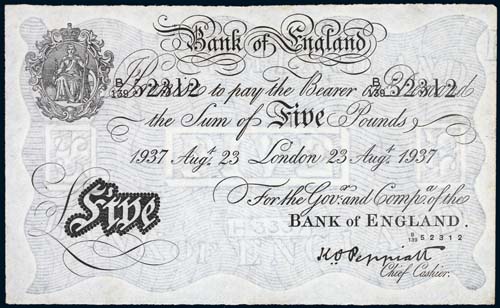 Bank of England
B/139 52312 B/139 52312
I Promise to pay the Bearer on Demand
the Sum of Five Pounds
1937 Augt. 23 London 23 Augt. 1937
For the Govr. and Compa. of the
BANK OF ENGLAND.
Five
B/139 52312
K.O. Peppiatt
Chief Cashier.